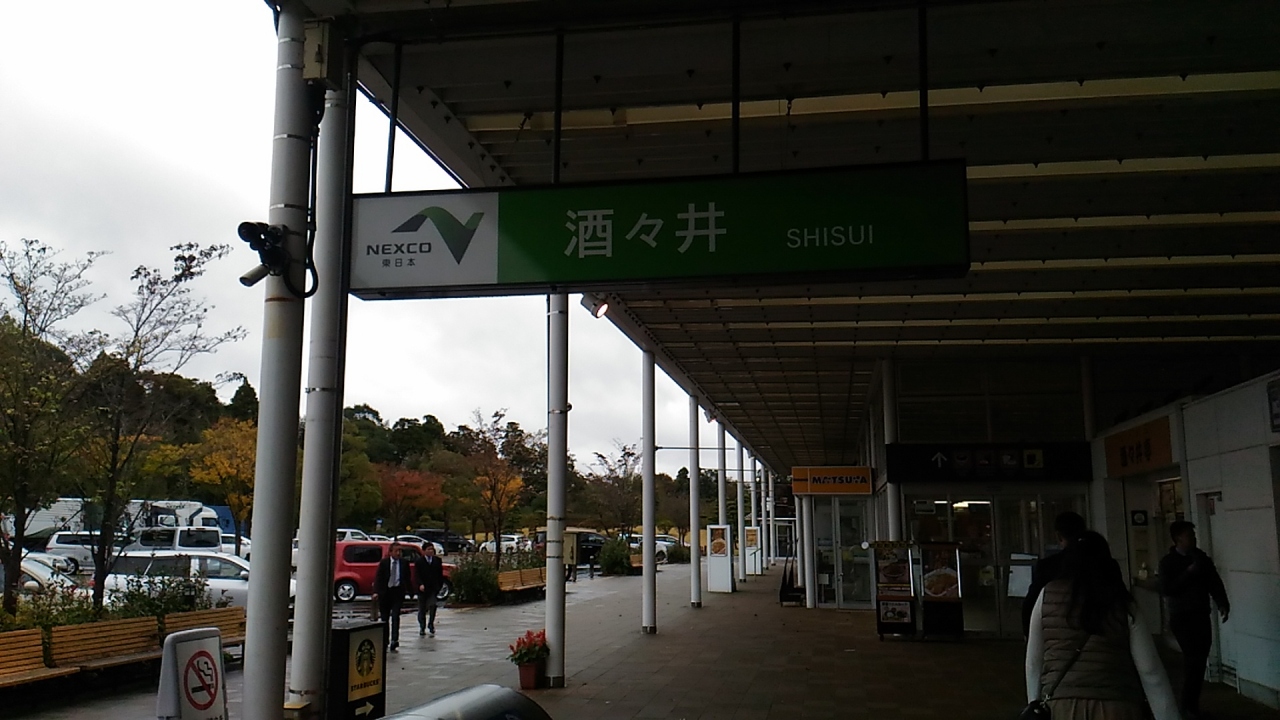 NEXCO
東日本
酒々井 SHISUI
MATSUYA
STARBUCKS